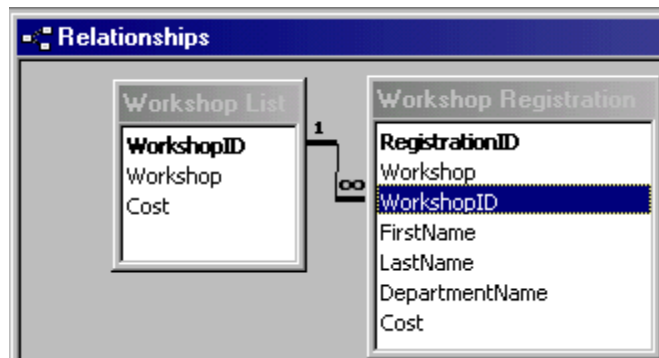 Relationships
Workshop List
WorkshopID
Workshop
Cost
1
∞
Workshop Registration
RegistrationID
Workshop
WorkshopID
FirstName
LastName
DepartmentName
Cost